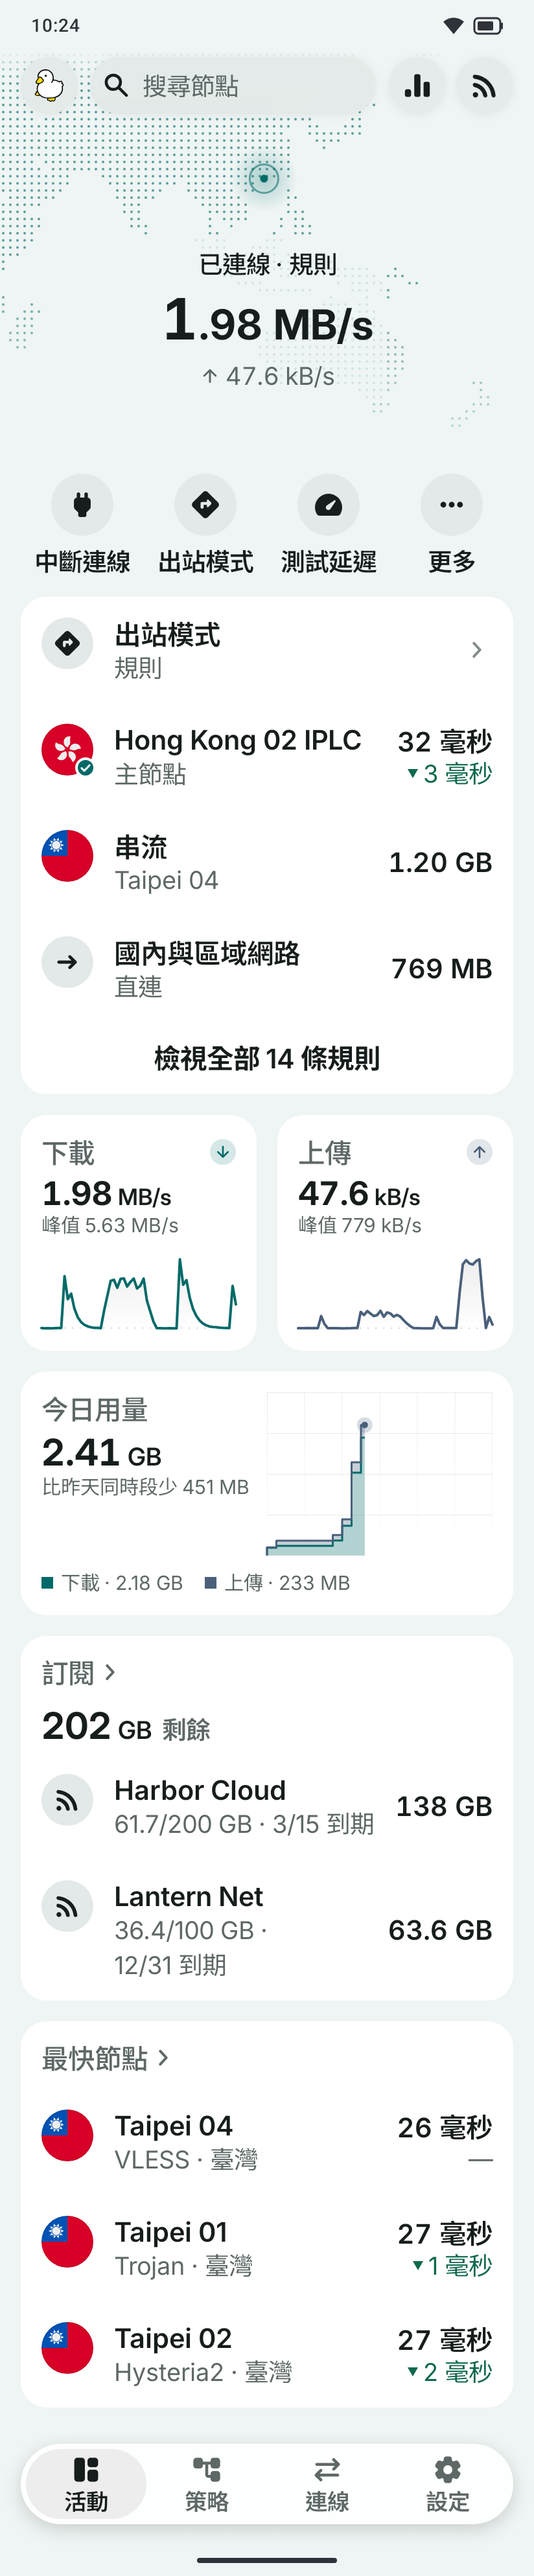 10:24
搜尋節點
已連線 · 規則
1.98 MB/s
↑ 47.6 kB/s
中斷連線 出站模式 測試延遲 更多
出站模式
規則
Hong Kong 02 IPLC 32 毫秒
主節點 ▼3 毫秒
串流 1.20 GB
Taipei 04
國內與區域網路 769 MB
直連
檢視全部 14 條規則
下載
1.98 MB/s
峰值 5.63 MB/s
上傳
47.6 kB/s
峰值 779 kB/s
今日用量
2.41 GB
比昨天同時段少 451 MB
下載 · 2.18 GB 上傳 · 233 MB
訂閱
202 GB 剩餘
Harbor Cloud 138 GB
61.7/200 GB · 3/15 到期
Lantern Net 63.6 GB
36.4/100 GB ·
12/31 到期
最快節點
Taipei 04 26 毫秒
VLESS · 臺灣 —
Taipei 01 27 毫秒
Trojan · 臺灣 ▼1 毫秒
Taipei 02 27 毫秒
Hysteria2 · 臺灣 ▼2 毫秒
活動 策略 連線 設定